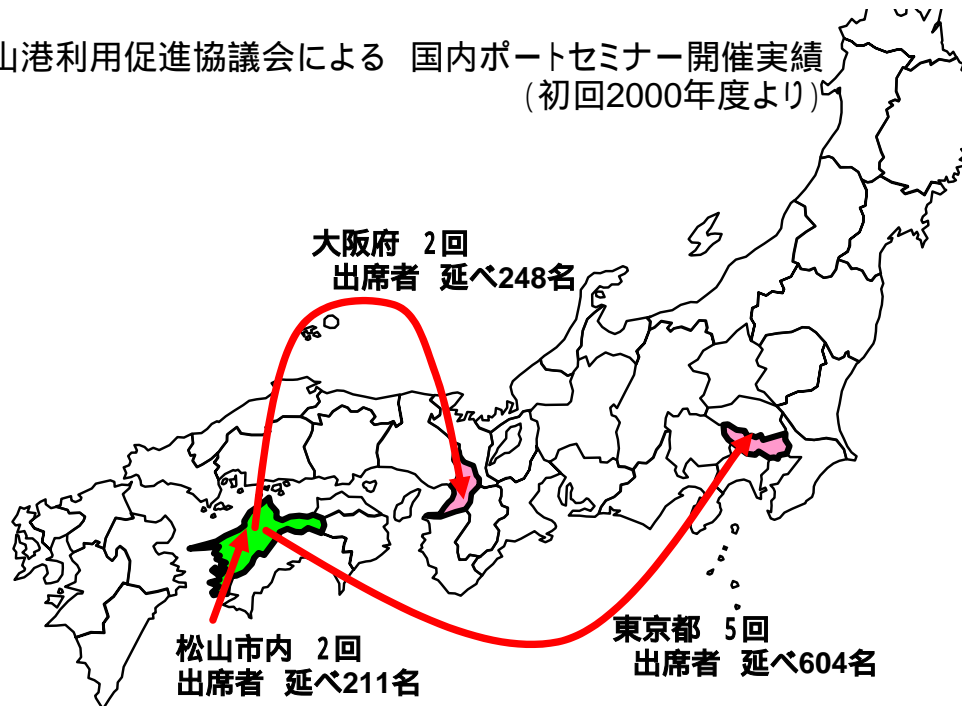 山港利用促進協議会による 国内ポートセミナー開催実績
(初回2000年度より)
大阪府 2回
出席者 延べ248名
松山市内 2回
出席者 延べ211名
東京都 5回
出席者 延べ604名